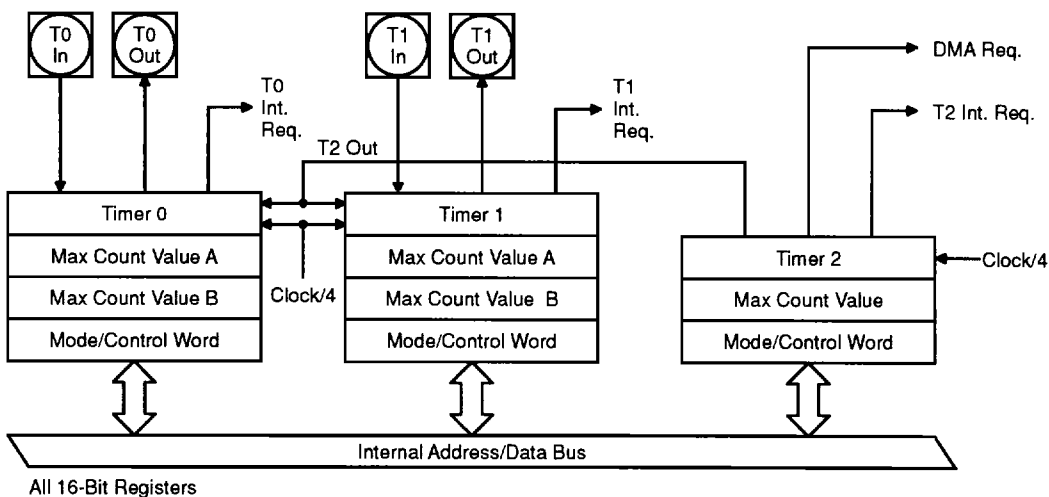 T0
In
T0
Out
T1
In
T1
Out
DMA Req.
T0
Int.
Req.
T1
Int.
Req.
T2 Int. Req.
T2 Out
Timer 0
Max Count Value A
Max Count Value B
Mode/Control Word
Clock/4
Timer 1
Max Count Value A
Max Count Value B
Mode/Control Word
Timer 2
Max Count Value
Mode/Control Word
Clock/4
Internal Address/Data Bus
All 16-Bit Registers